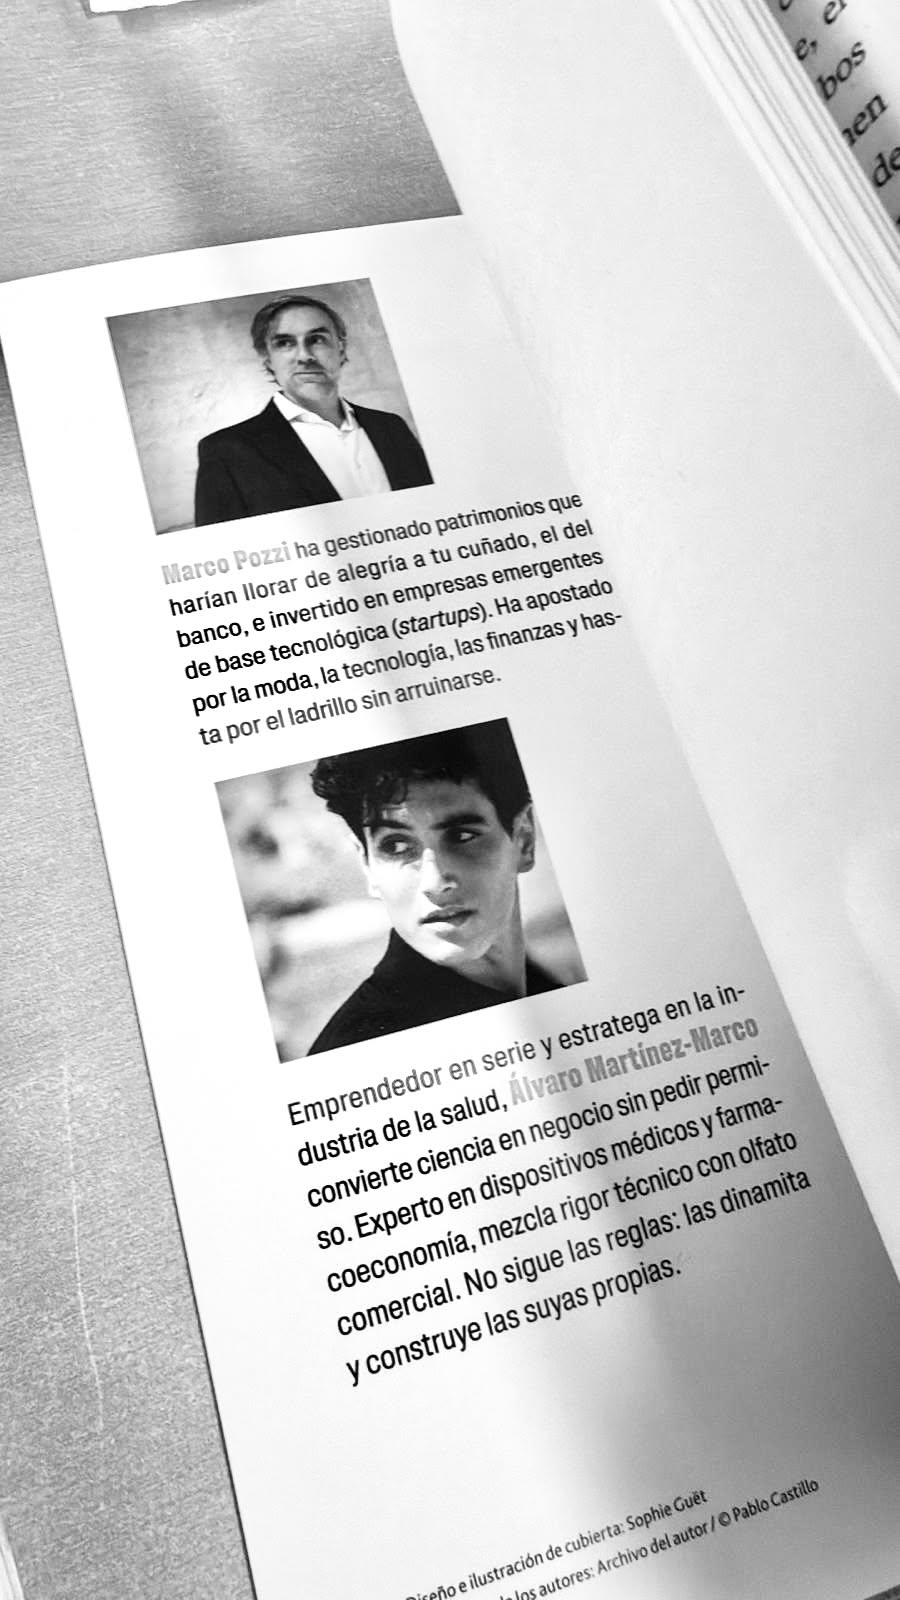 e, el
bos
nen
de
Marco Pozzi ha gestionado patrimonios que
harían llorar de alegría a tu cuñado, el del
banco, e invertido en empresas emergentes
de base tecnológica (startups). Ha apostado
por la moda, la tecnología, las finanzas y has-
ta por el ladrillo sin arruinarse.
Emprendedor en serie y estratega en la in-
dustria de la salud, Álvaro Martínez-Marco
convierte ciencia en negocio sin pedir permi-
so. Experto en dispositivos médicos y farma-
coeconomía, mezcla rigor técnico con olfato
comercial. No sigue las reglas: las dinamita
y construye las suyas propias.
Diseño e ilustración de cubierta: Sophie Guët
los autores: Archivo del autor / © Pablo Castillo